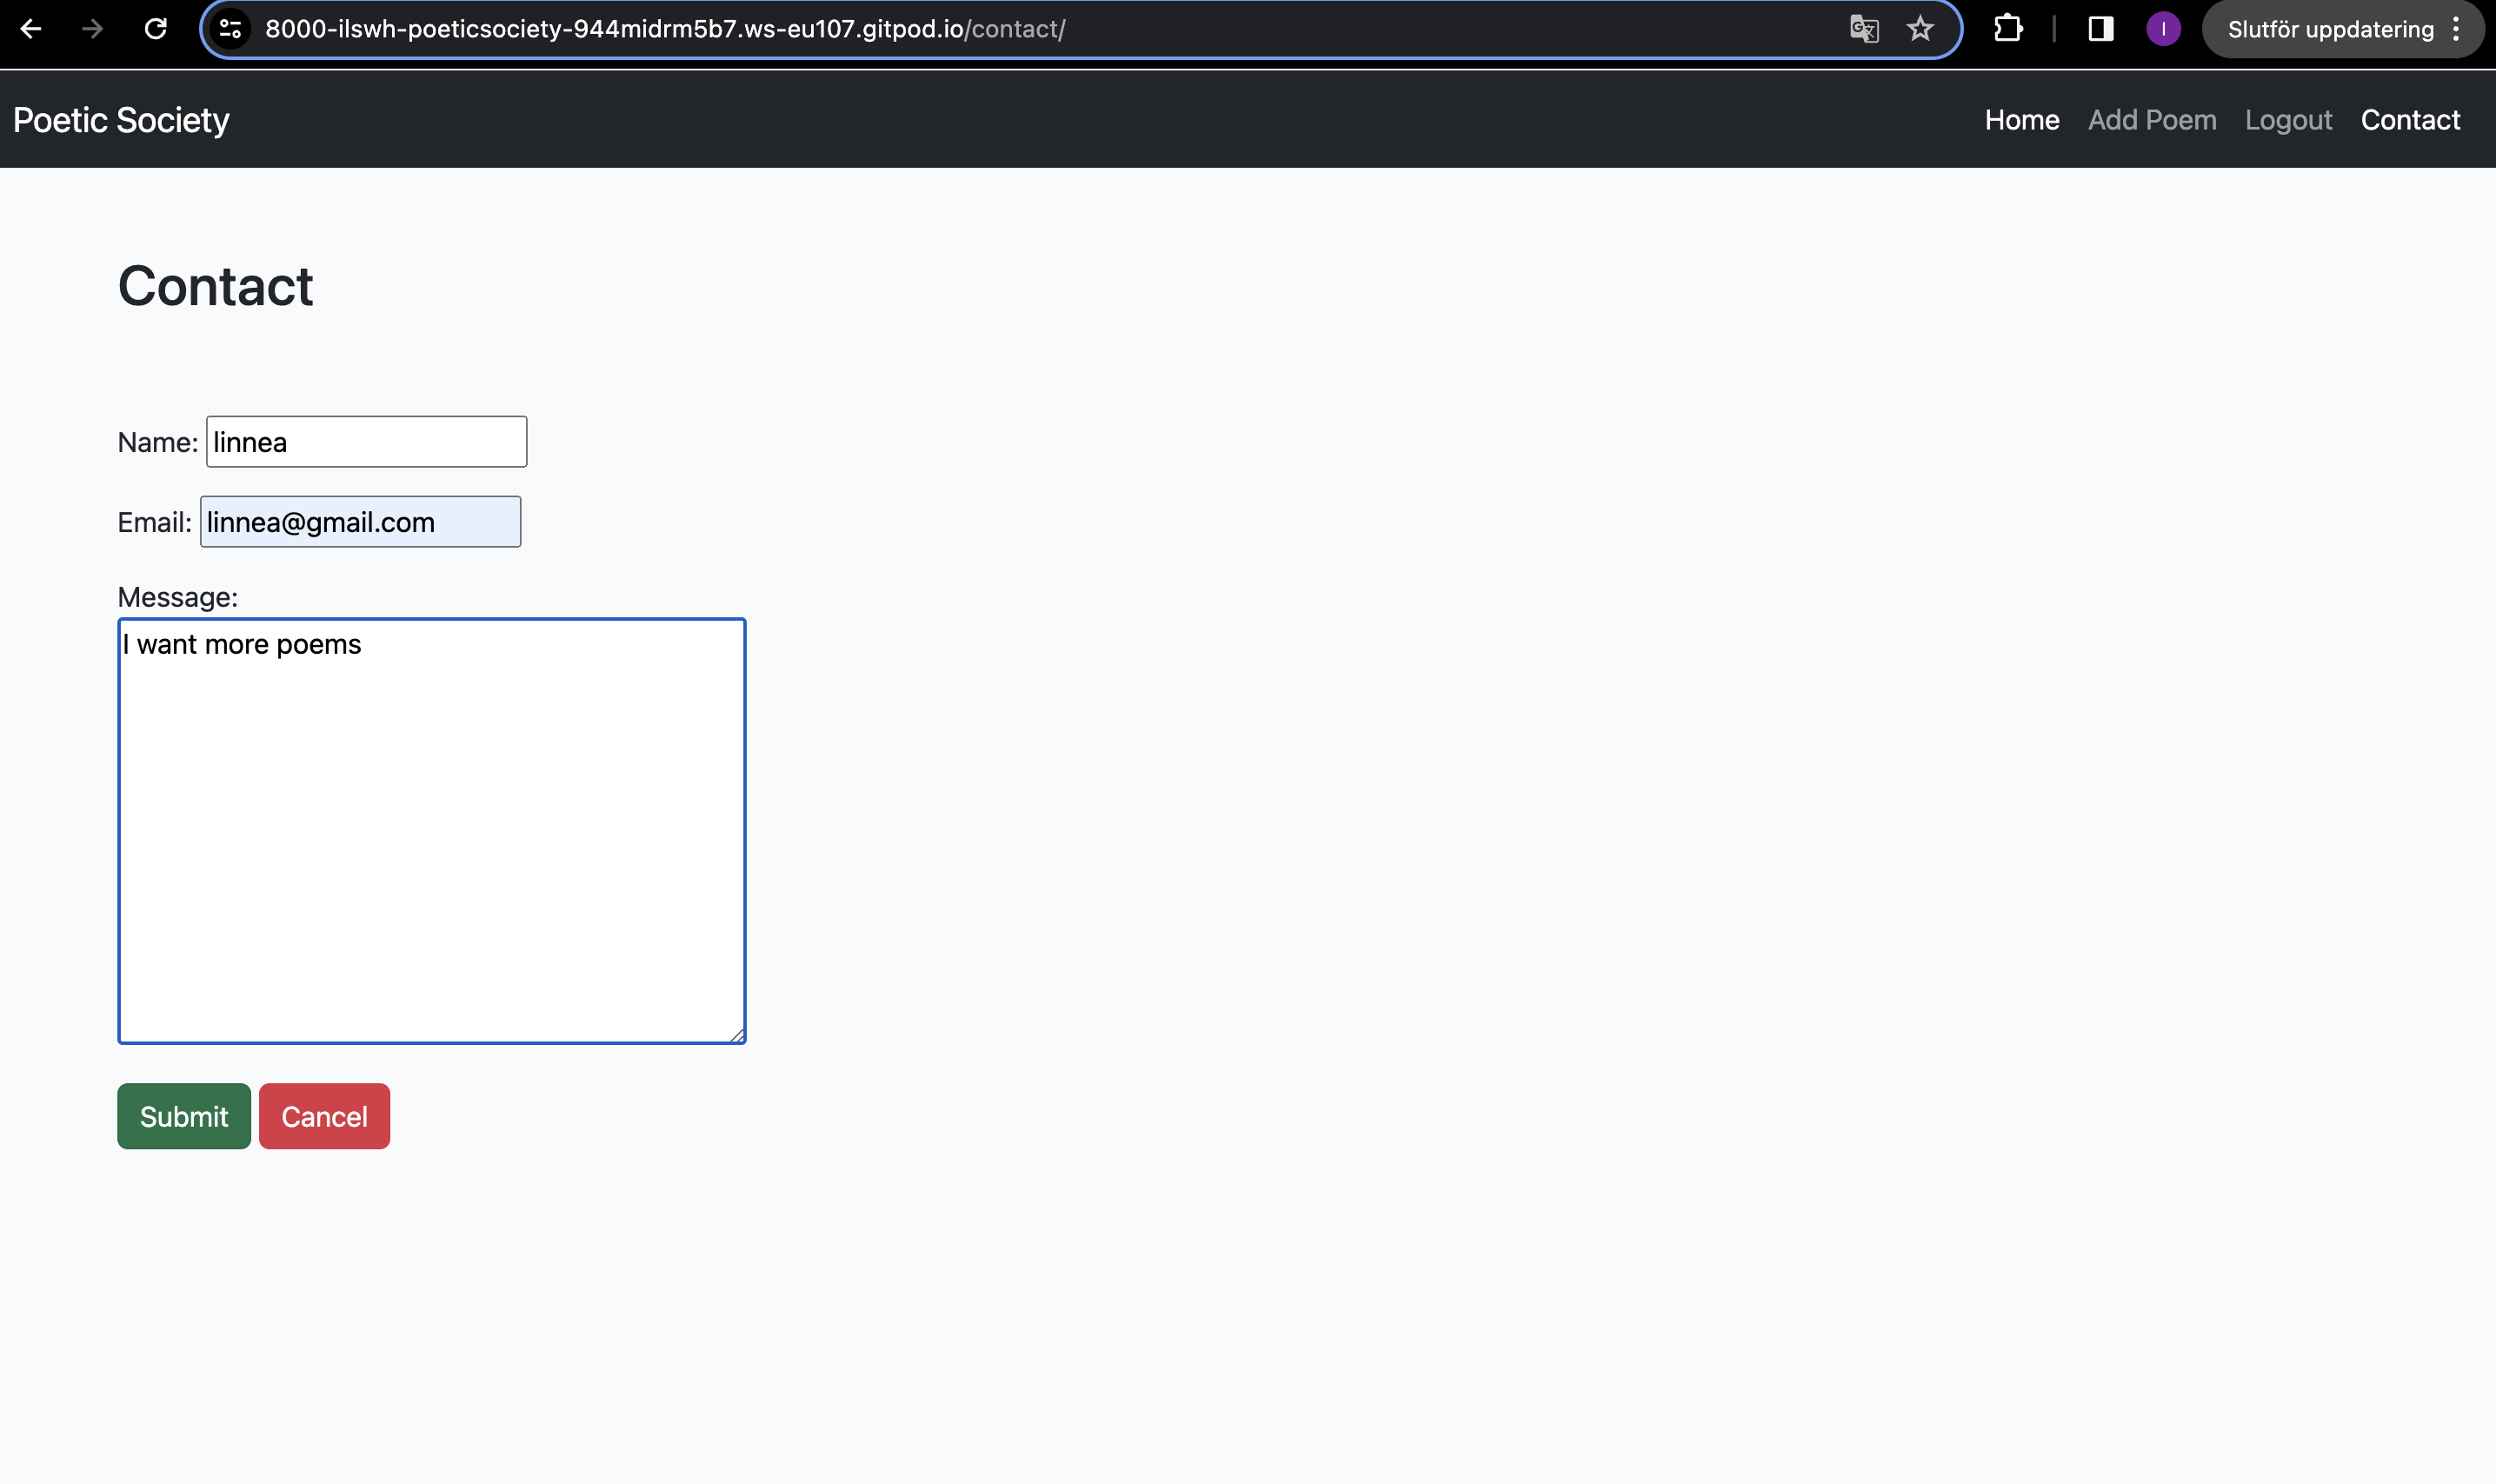 8000-ilswh-poeticsociety-944midrm5b7.ws-eu107.gitpod.io/contact/
I
Slutför uppdatering
Poetic Society
Home Add Poem Logout Contact
Contact
Name: linnea
Email: linnea@gmail.com
Message:
I want more poems
Submit Cancel